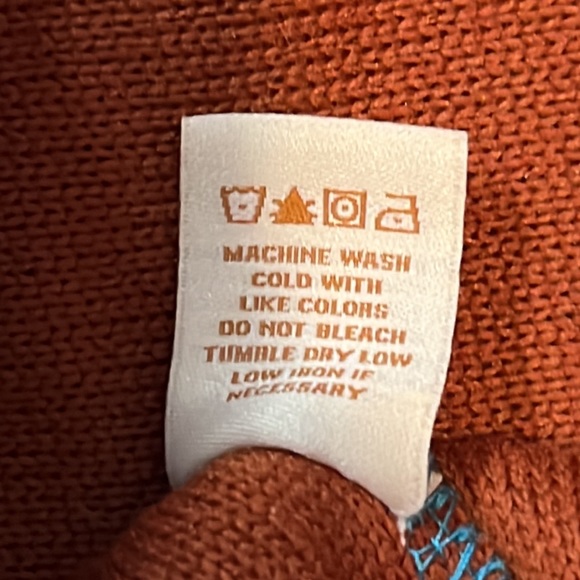 MACHINE WASH
COLD WITH
LIKE COLORS
DO NOT BLEACH
TUMBLE DRY LOW
LOW IRON IF
NECESSARY